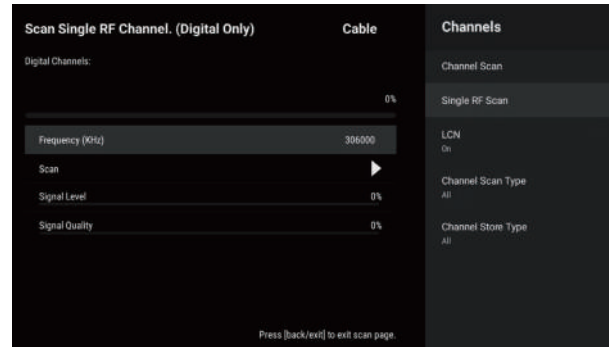 Scan Single RF Channel. (Digital Only) Cable
Digital Channels:
0%
Frequency (KHz) 306000
Scan
Signal Level 0%
Signal Quality 0%
Press [back/exit] to exit scan page.
Channels
Channel Scan
Single RF Scan
LCN
On
Channel Scan Type
All
Channel Store Type
All